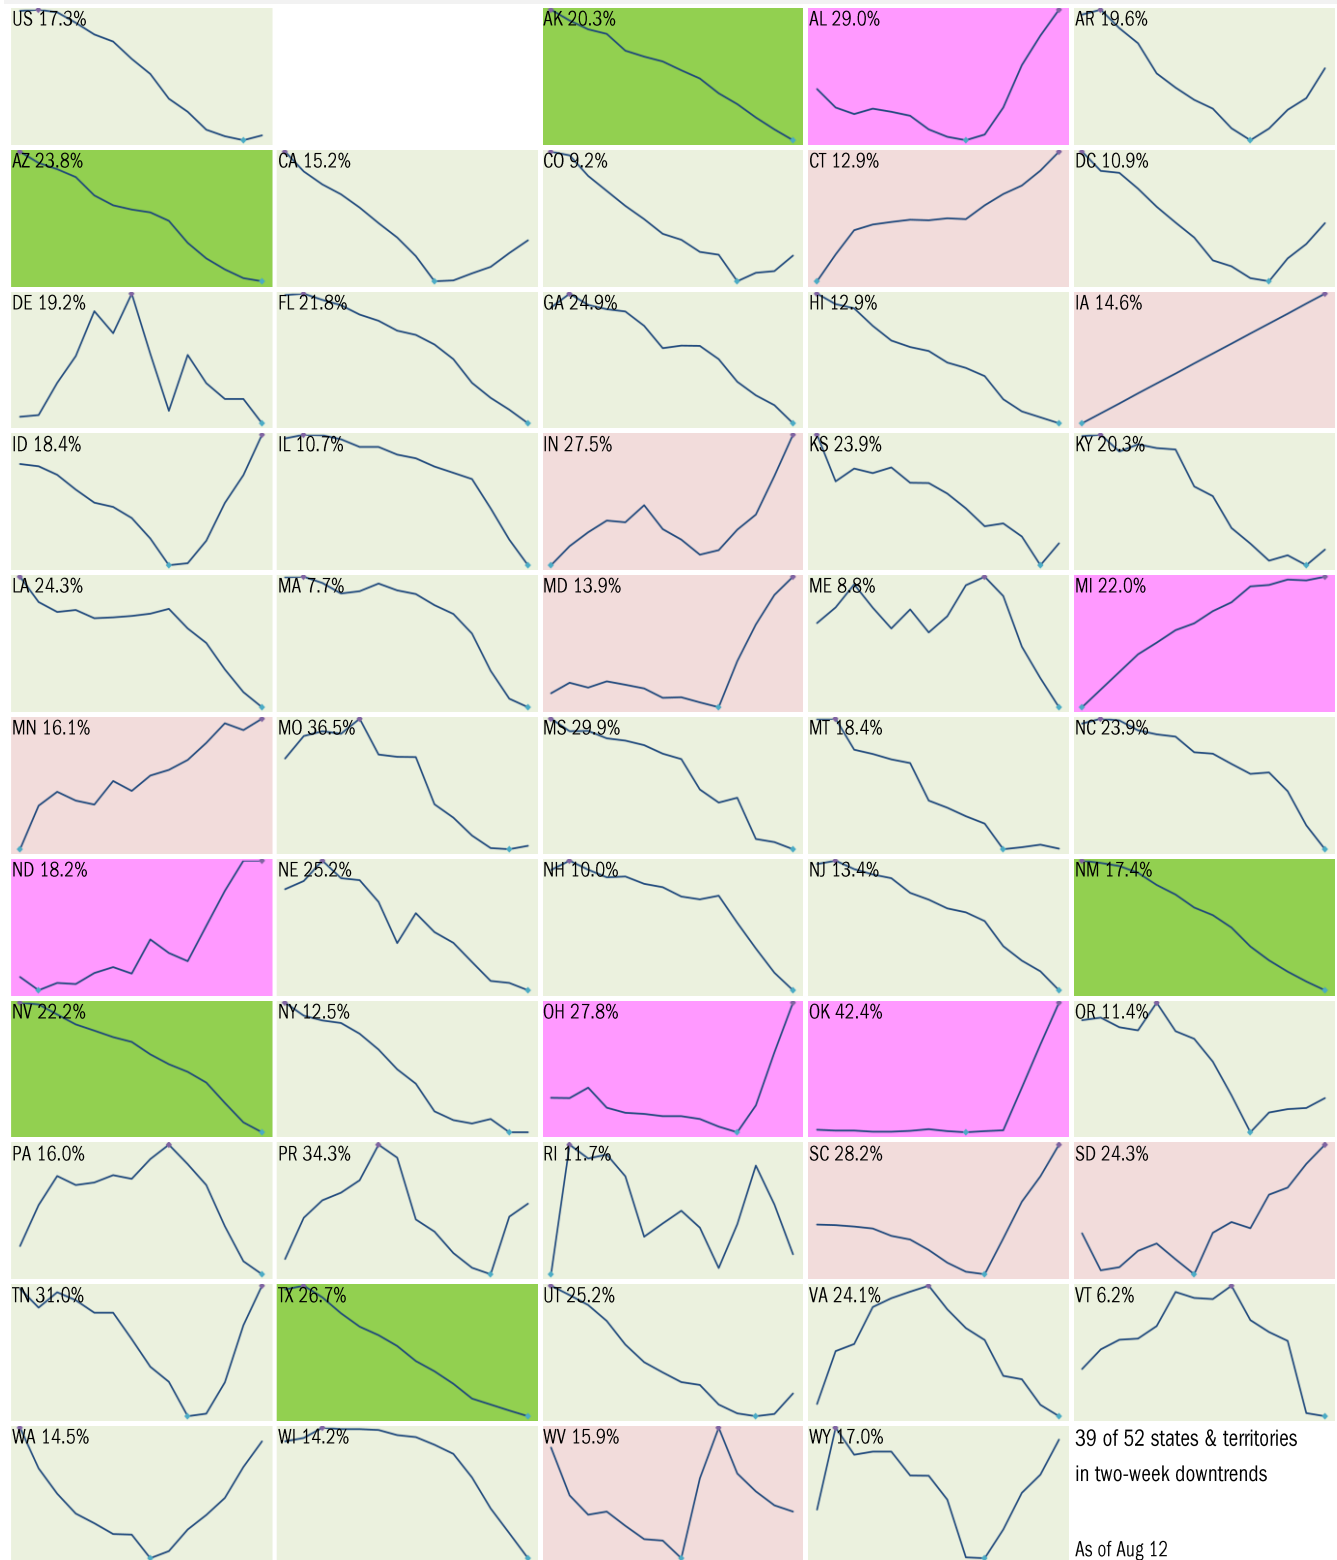 US 17.3%
AK 20.3%
AL 29.0%
AR 19.6%
AZ 23.8%
CA 15.2%
CO 9.2%
CT 12.9%
DC 10.9%
DE 19.2%
FL 21.8%
GA 24.9%
HI 12.9%
IA 14.6%
ID 18.4%
IL 10.7%
IN 27.5%
KS 23.9%
KY 20.3%
LA 24.3%
MA 7.7%
MD 13.9%
ME 8.8%
MI 22.0%
MN 16.1%
MO 36.5%
MS 29.9%
MT 18.4%
NC 23.9%
ND 18.2%
NE 25.2%
NH 10.0%
NJ 13.4%
NM 17.4%
NV 22.2%
NY 12.5%
OH 27.8%
OK 42.4%
OR 11.4%
PA 16.0%
PR 34.3%
RI 11.7%
SC 28.2%
SD 24.3%
TN 31.0%
TX 26.7%
UT 25.2%
VA 24.1%
VT 6.2%
WA 14.5%
WI 14.2%
WV 15.9%
WY 17.0%
39 of 52 states & territories
in two-week downtrends
As of Aug 12